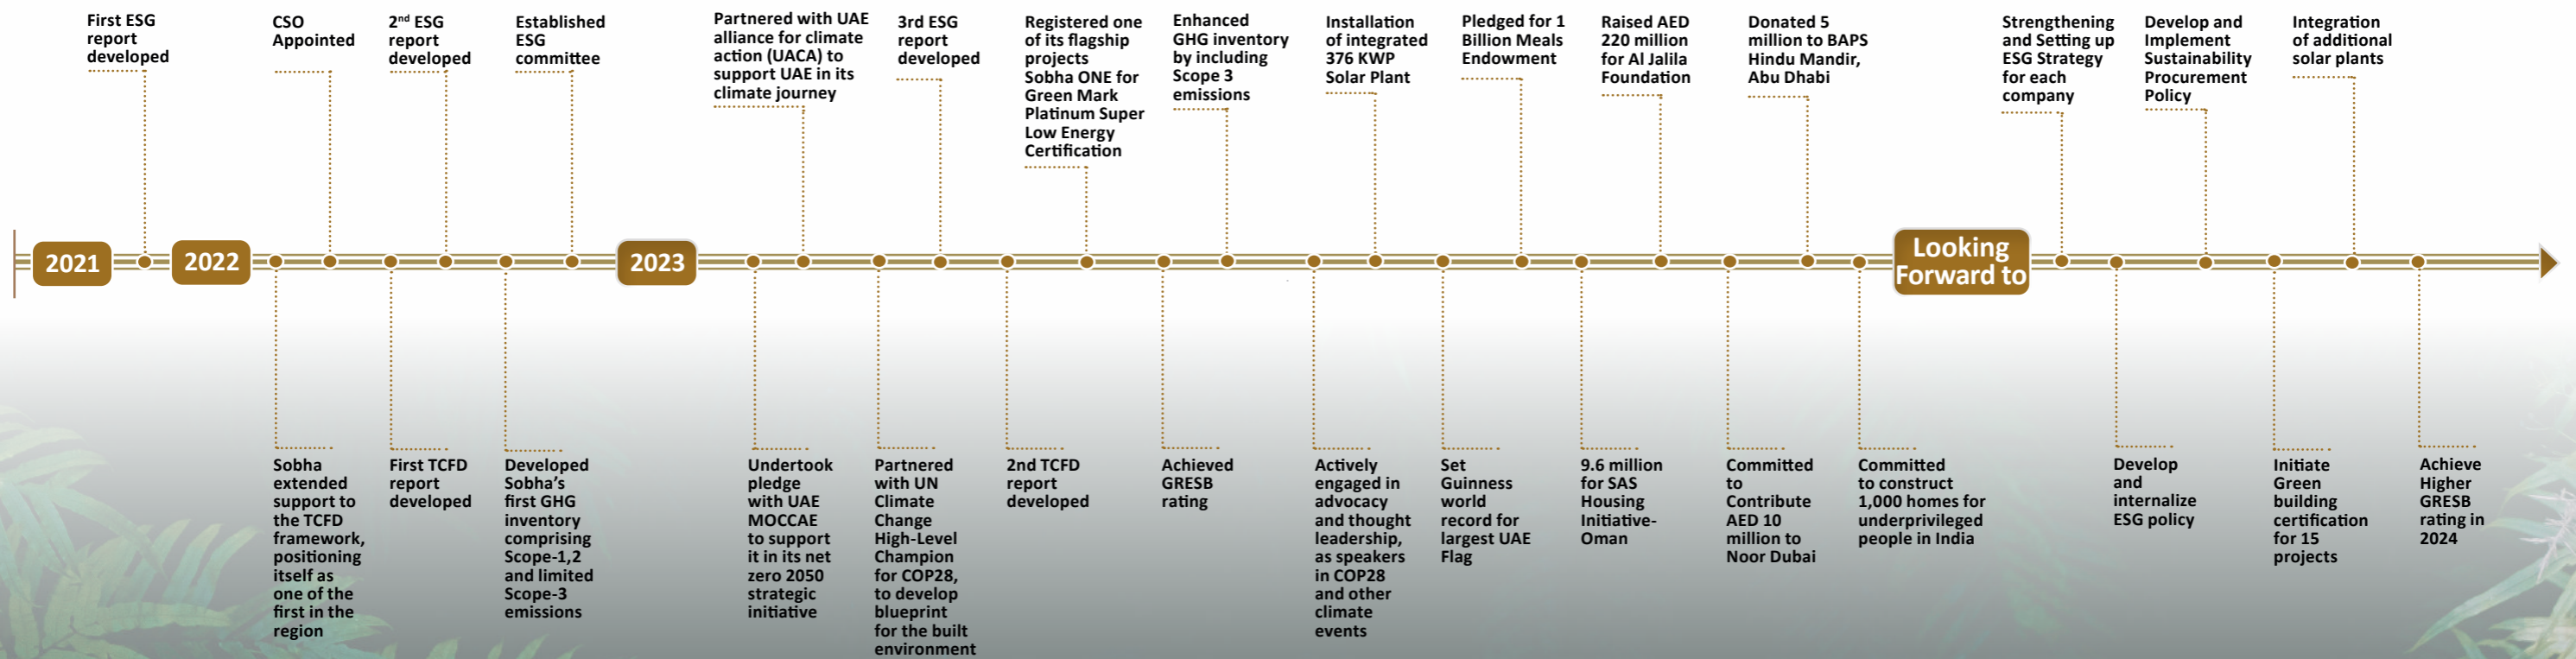 First ESG
report
developed
CSO
Appointed
2nd ESG
report
developed
Established
ESG
committee
Partnered with UAE
alliance for climate
action (UACA) to
support UAE in its
climate journey
3rd ESG
report
developed
Registered one
of its flagship
projects
Sobha ONE for
Green Mark
Platinum Super
Low Energy
Certification
Enhanced
GHG inventory
by including
Scope 3
emissions
Installation
of integrated
376 KWP
Solar Plant
Pledged for 1
Billion Meals
Endowment
Raised AED
220 million
for Al Jalila
Foundation
Donated 5
million to BAPS
Hindu Mandir,
Abu Dhabi
Strengthening
and Setting up
ESG Strategy
for each
company
Develop and
Implement
Sustainability
Procurement
Policy
Integration
of additional
solar plants
2021
2022
2023
Looking
Forward to
Sobha
extended
support to
the TCFD
framework,
positioning
itself as
one of the
first in the
region
First TCFD
report
developed
Developed
Sobha's
first GHG
inventory
comprising
Scope-1,2
and limited
Scope-3
emissions
Undertook
pledge
with UAE
MOCCAE
to support
it in its net
zero 2050
strategic
initiative
Partnered
with UN
Climate
Change
High-Level
Champion
for COP28,
to develop
blueprint
for the built
environment
2nd TCFD
report
developed
Achieved
GRESB
rating
Actively
engaged in
advocacy
and thought
leadership,
as speakers
in COP28
and other
climate
events
Set
Guinness
world
record for
largest UAE
Flag
9.6 million
for SAS
Housing
Initiative-
Oman
Committed
to
Contribute
AED 10
million to
Noor Dubai
Committed
to construct
1,000 homes for
underprivileged
people in India
Develop
and
internalize
ESG policy
Initiate
Green
building
certification
for 15
projects
Achieve
Higher
GRESB
rating in
2024